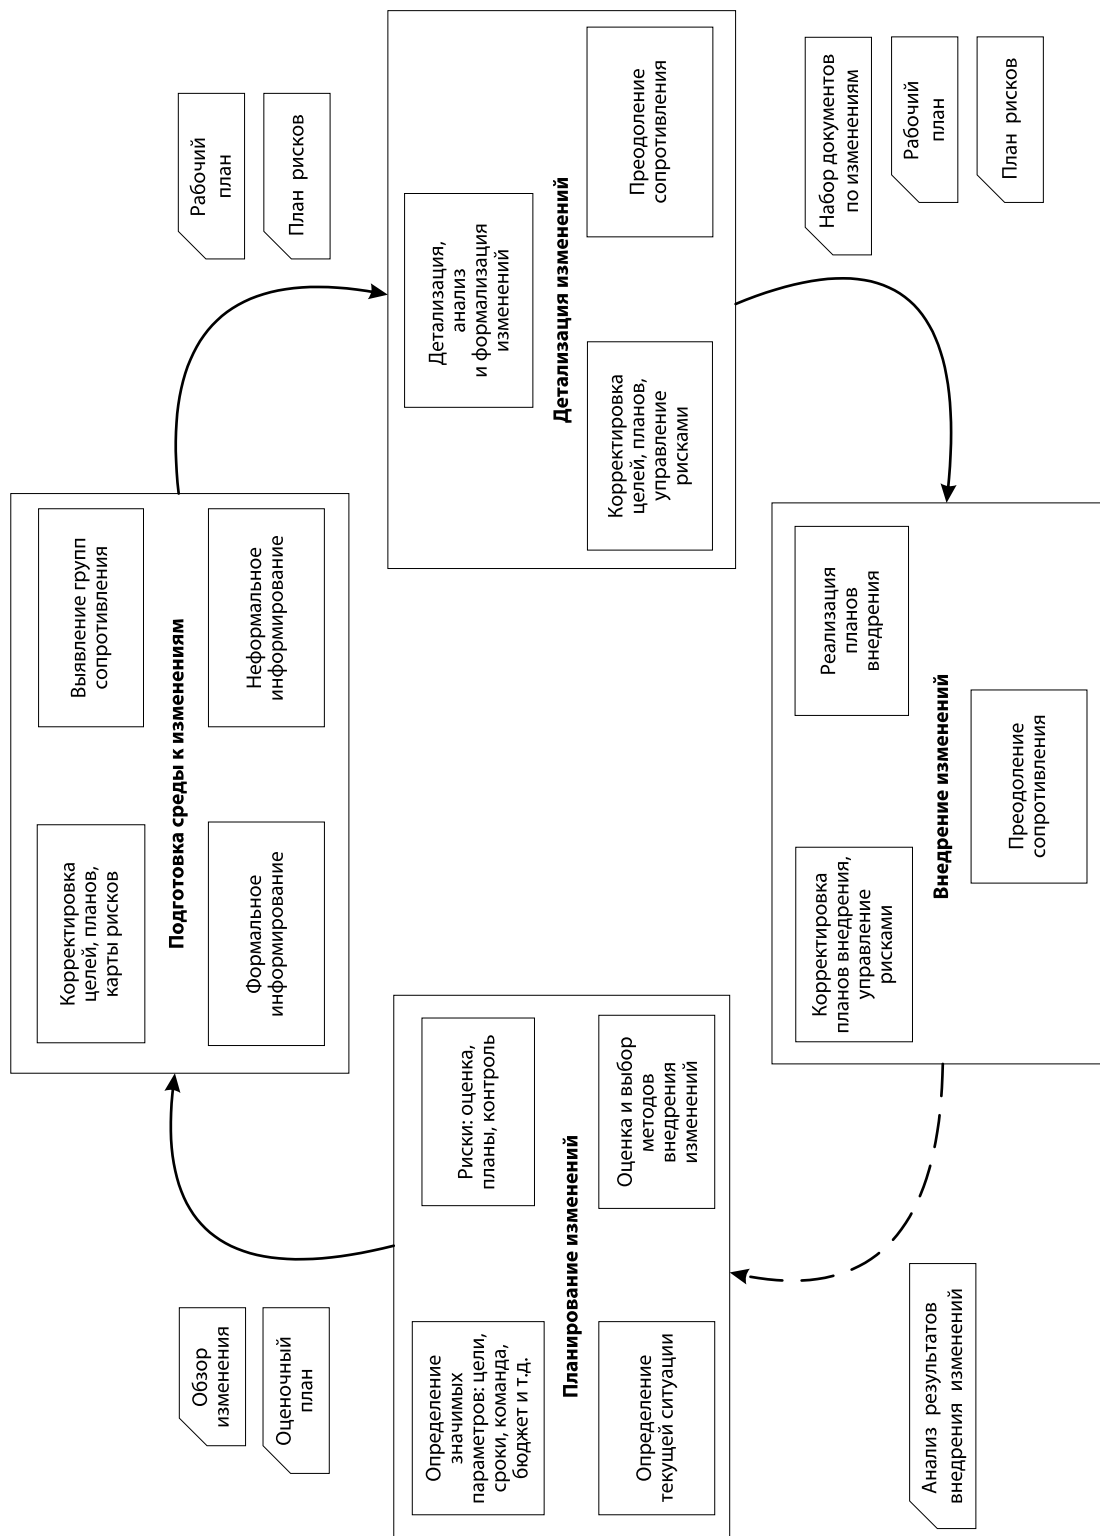 Обзор
изменения
Оценочный
план
Определение
значимых
параметров: цели,
сроки, команда,
бюджет и т.д.
Риски: оценка,
планы, контроль
Планирование изменений
Определение
текущей ситуации
Оценка и выбор
методов
внедрения
изменений
Корректировка
целей, планов,
карты рисков
Выявление групп
сопротивления
Подготовка среды к изменениям
Формальное
информирование
Неформальное
информирование
Рабочий
план
План рисков
Детализация,
анализ
и формализация
изменений
Детализация изменений
Корректировка
целей, планов,
управление
рисками
Преодоление
сопротивления
Набор документов
по изменениям
Рабочий
план
План рисков
Корректировка
планов внедрения,
управление
рисками
Реализация
планов
внедрения
Внедрение изменений
Преодоление
сопротивления
Анализ результатов
внедрения изменений